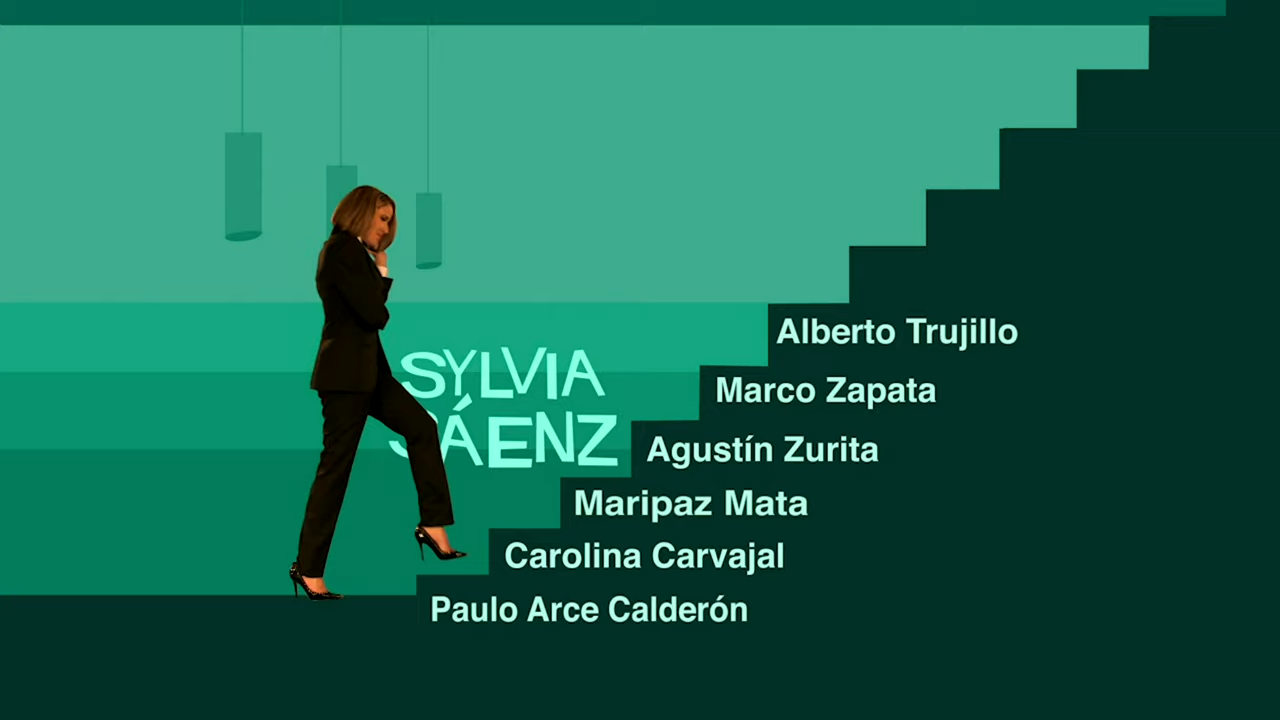 SYLVIA
SÁENZ
Alberto Trujillo
Marco Zapata
Agustín Zurita
Maripaz Mata
Carolina Carvajal
Paulo Arce Calderón